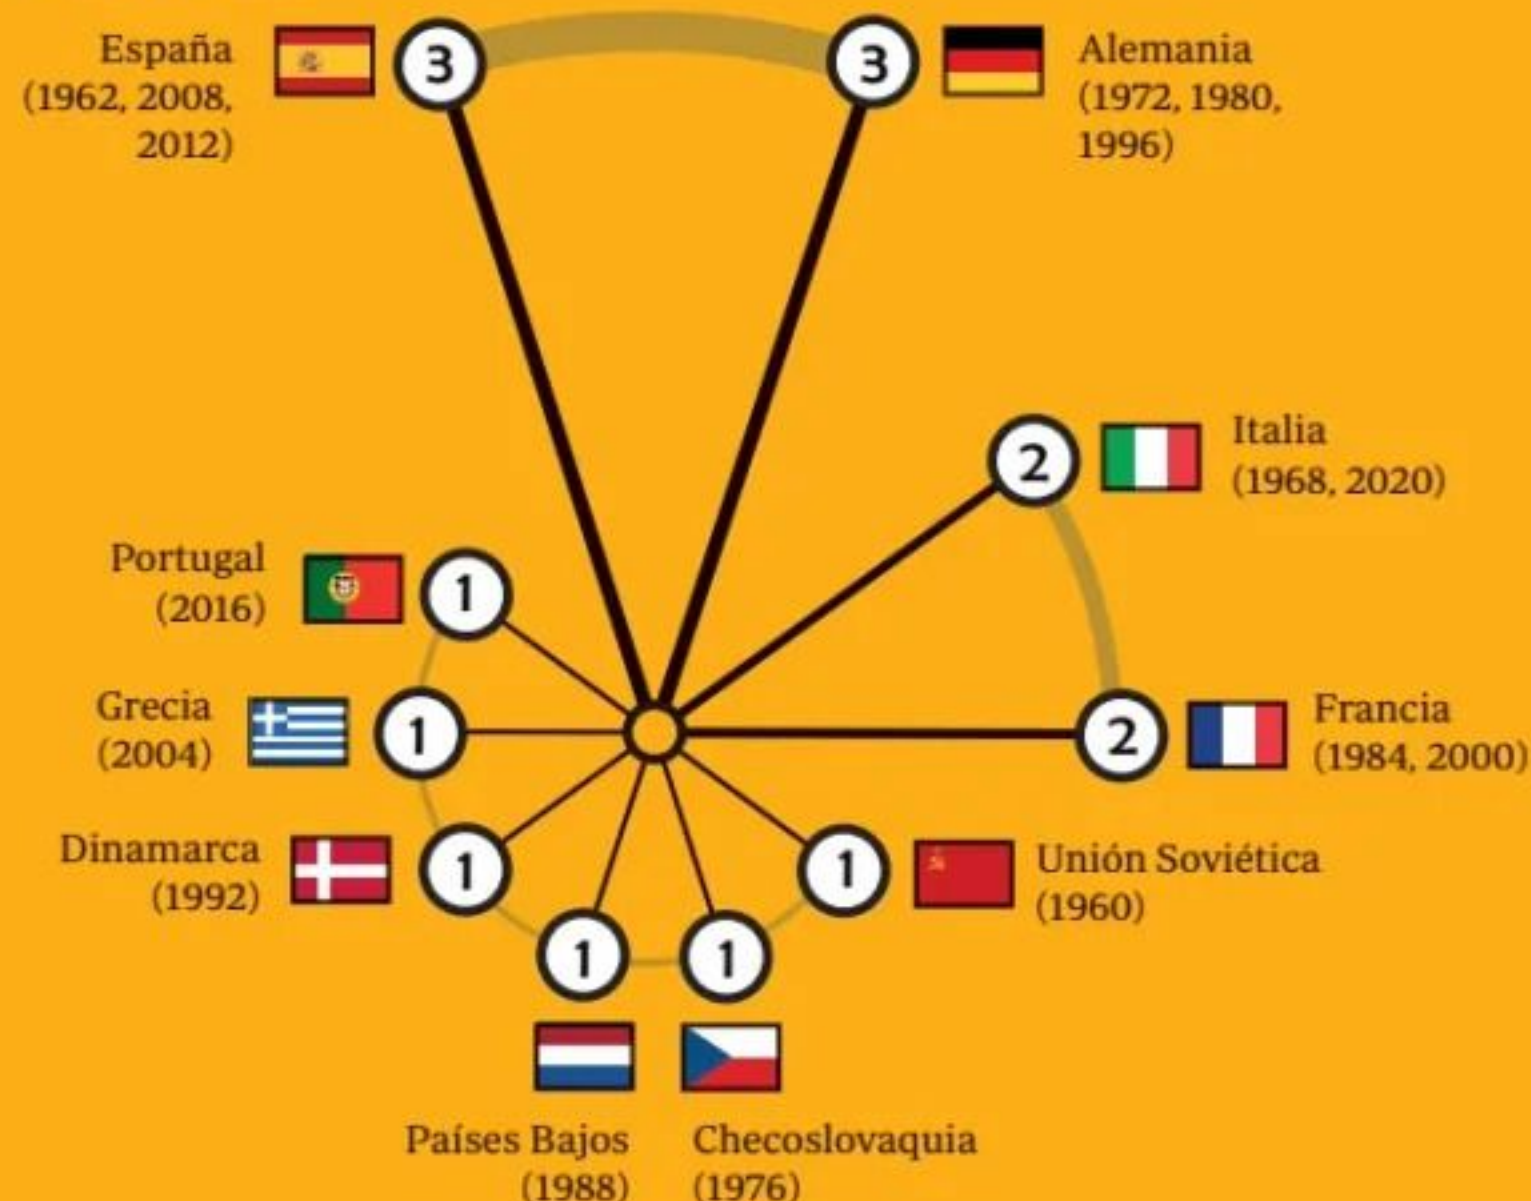 España
(1962, 2008,
2012)
3
3
Alemania
(1972, 1980,
1996)
2
Italia
(1968, 2020)
Portugal
(2016)
1
Grecia
(2004)
1
2
Francia
(1984, 2000)
Dinamarca
(1992)
1
1
Unión Soviética
(1960)
1
1
Países Bajos
(1988)
Checoslovaquia
(1976)